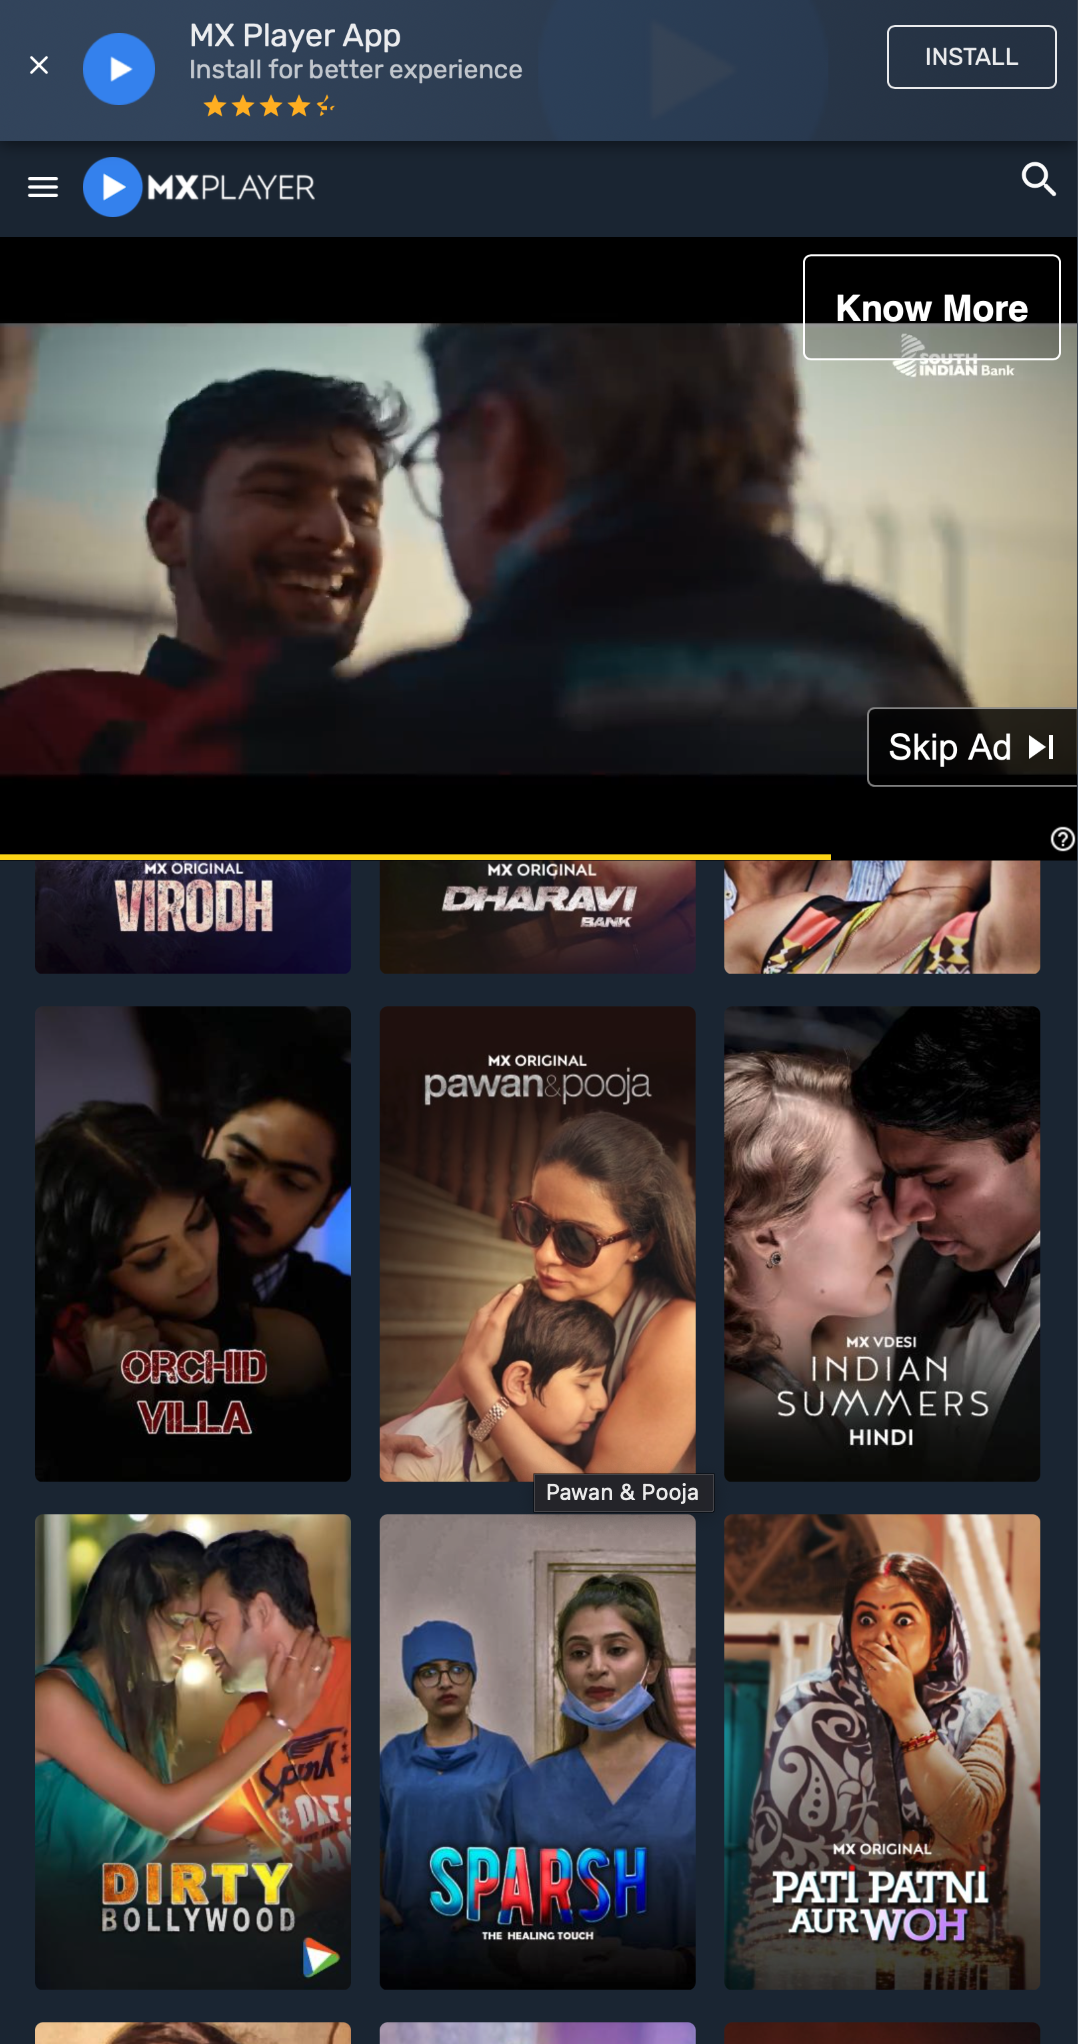 MX Player App
Install for better experience
INSTALL
MXPLAYER
Know More
SOUTH
INDIAN Bank
Skip Ad
?
MX ORIGINAL
VIRODH
MX ORIGINAL
DHARAVI
BANK
ORCHID
VILLA
MX ORIGINAL
pawan&pooja
MX VDESI
INDIAN
SUMMERS
HINDI
Pawan & Pooja
DIRTY
BOLLYWOOD
SPARSH
THE HEALING TOUCH
MX ORIGINAL
PATi PATNi
AUR WOH